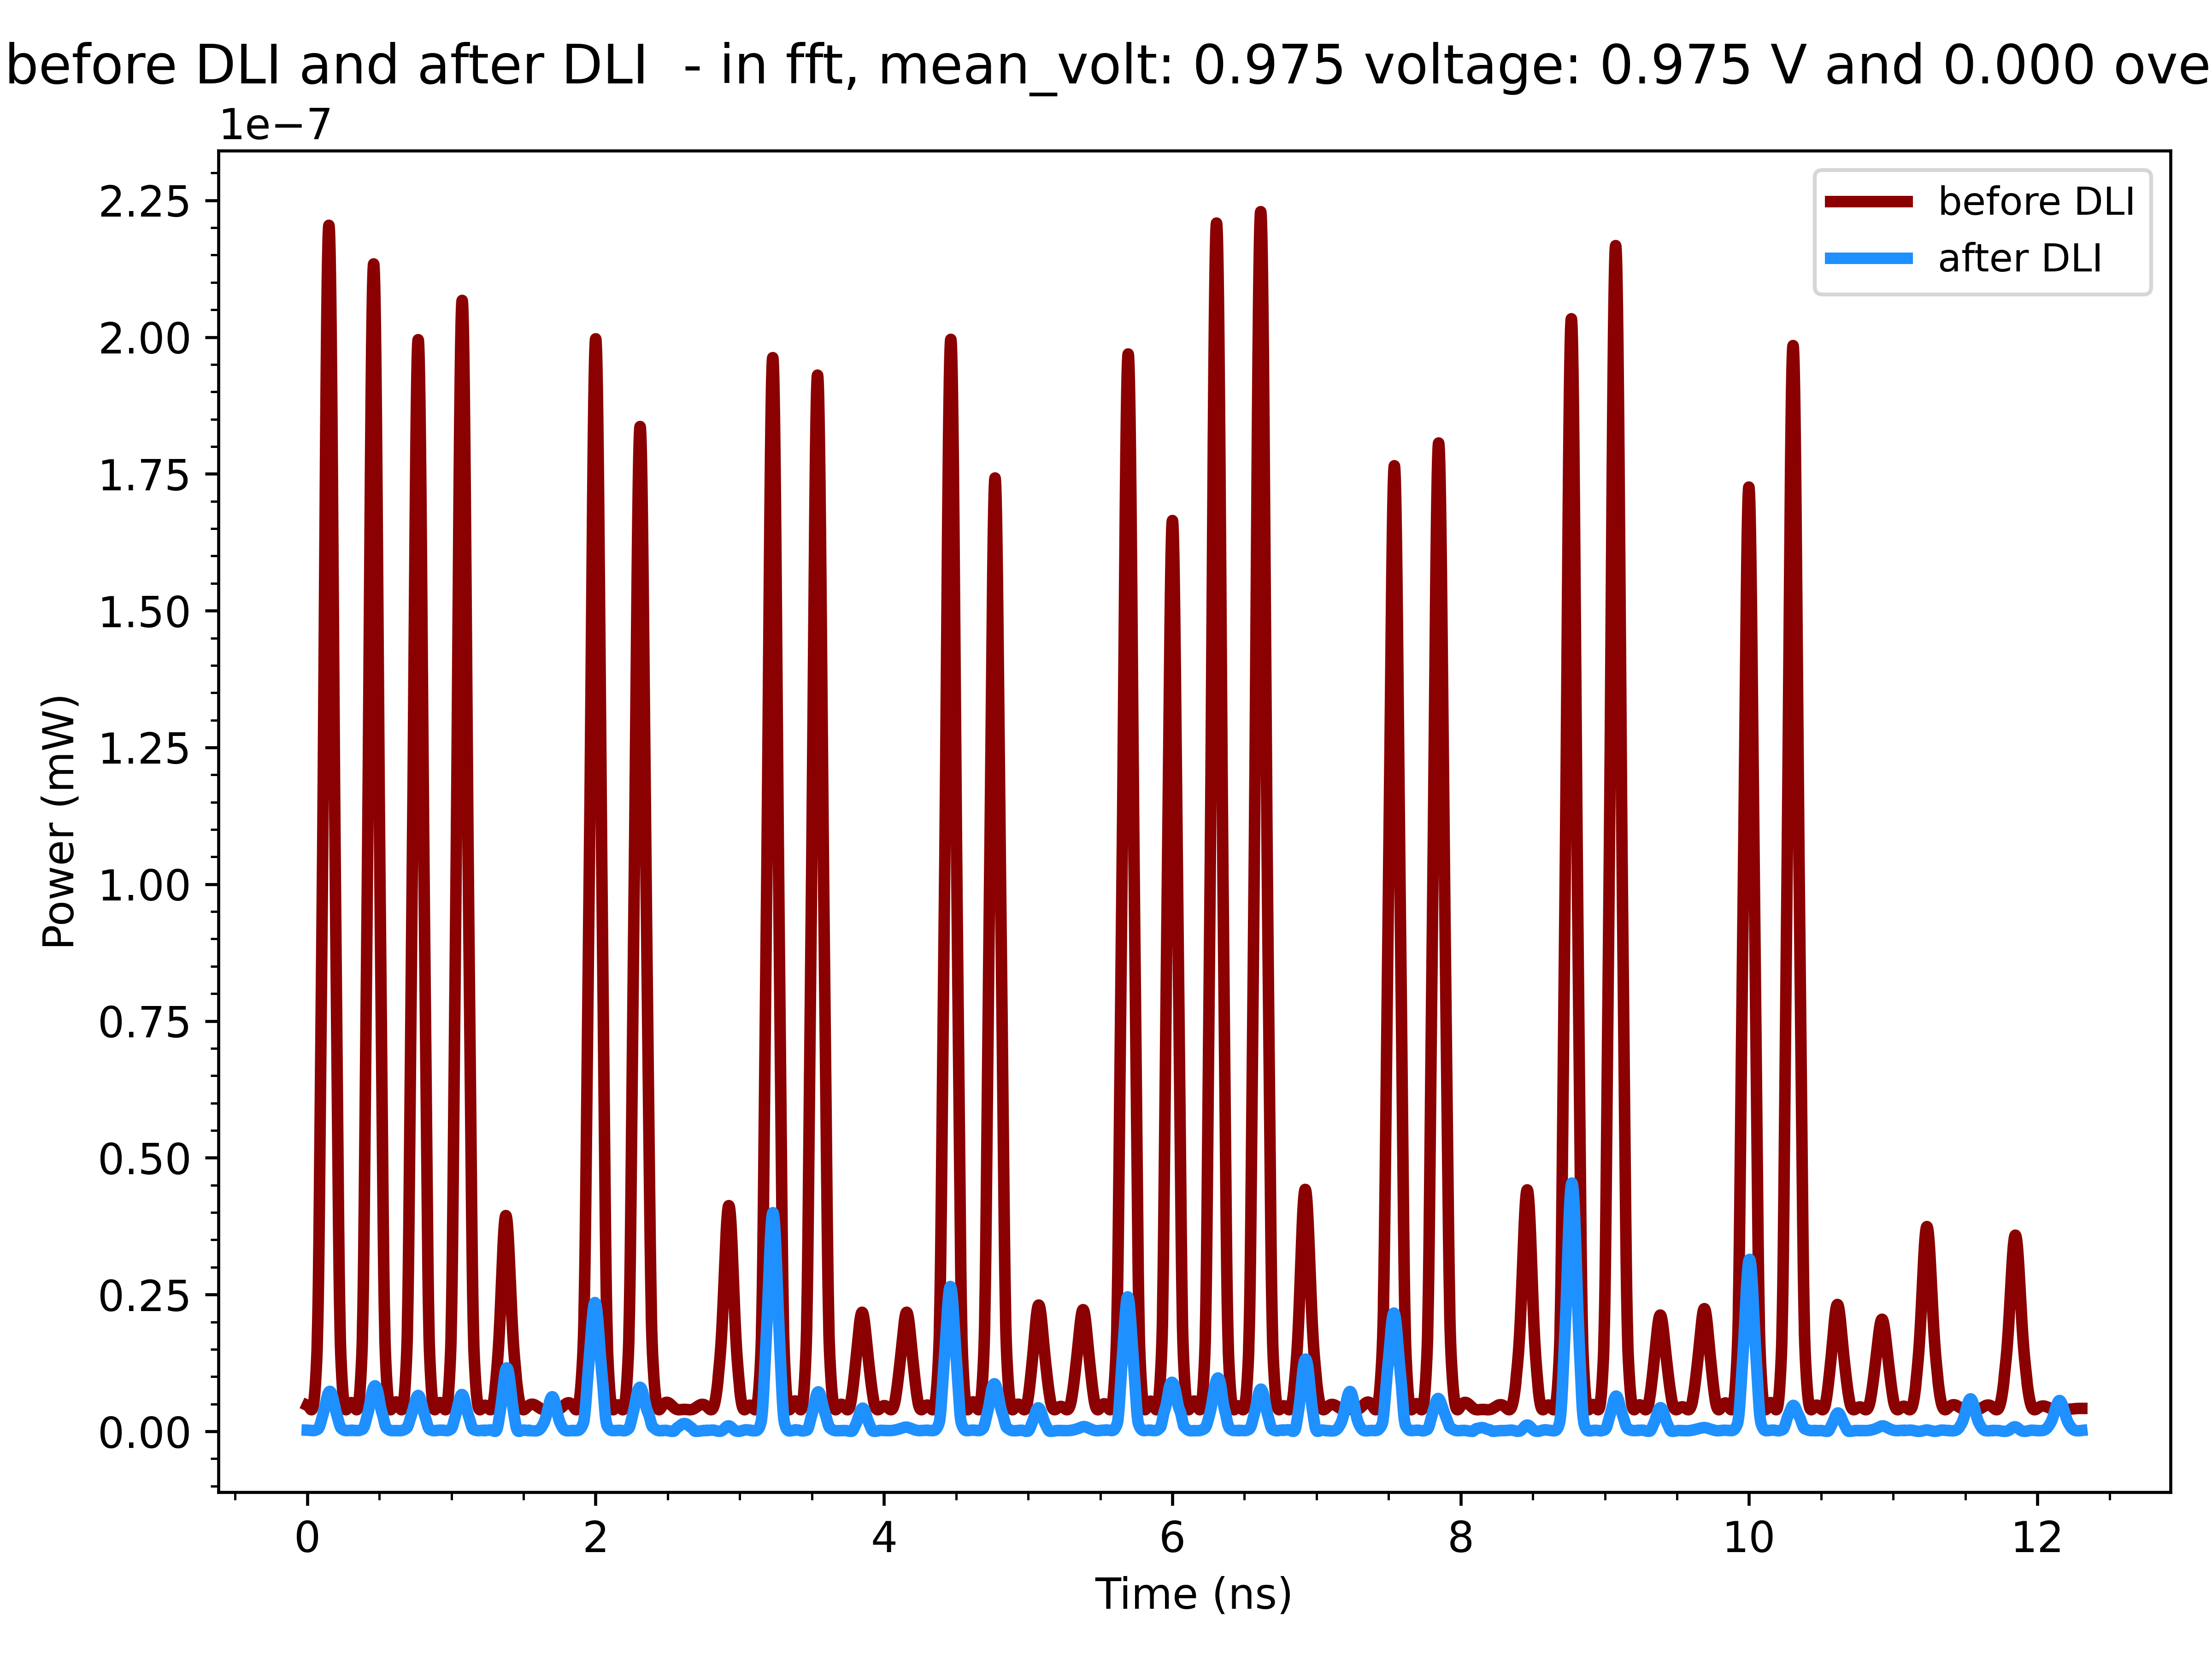 before DLI and after DLI  - in fft, mean_volt: 0.975 voltage: 0.975 V and 0.000 ove
1e−7
before DLI
after DLI
2.25
2.00
1.75
1.50
1.25
1.00
0.75
0.50
0.25
0.00
Power (mW)
0 2 4 6 8 10 12
Time (ns)